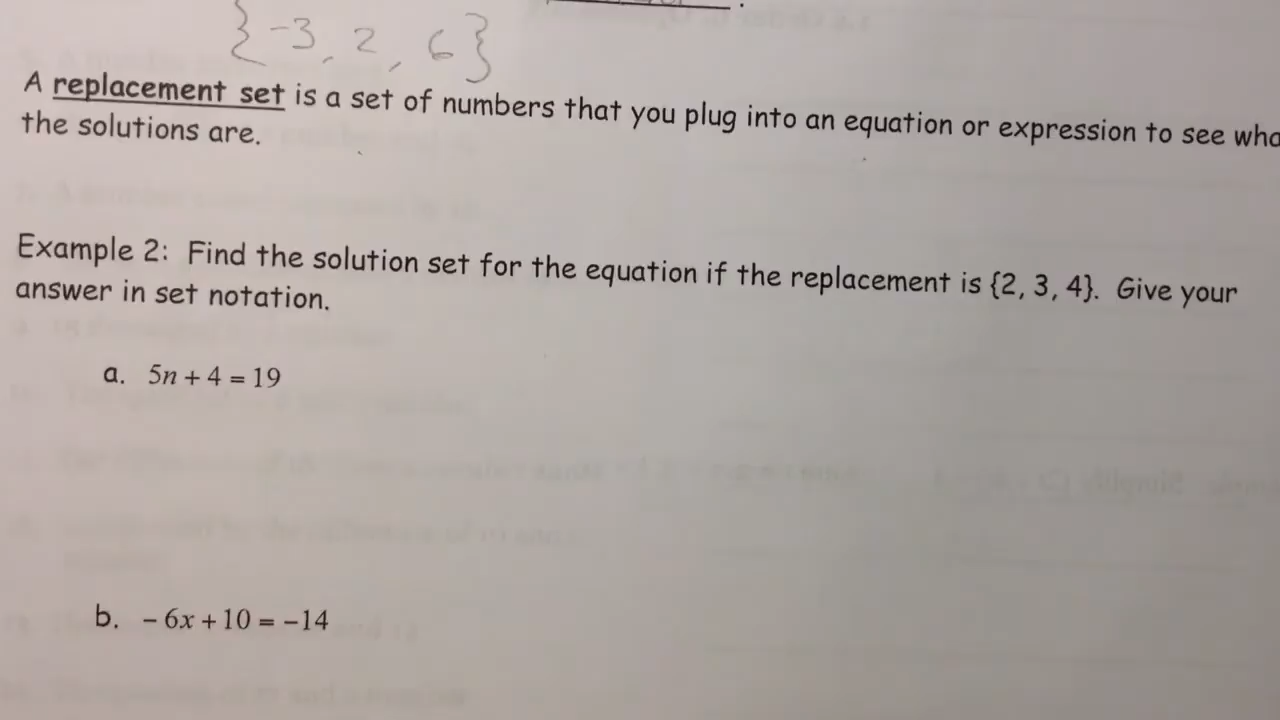 {-3, 2, 6}
A replacement set is a set of numbers that you plug into an equation or expression to see
the solutions are.
Example 2: Find the solution set for the equation if the replacement is {2, 3, 4}. Give your
answer in set notation.
a. 5n + 4 = 19
b. – 6x + 10 = –14